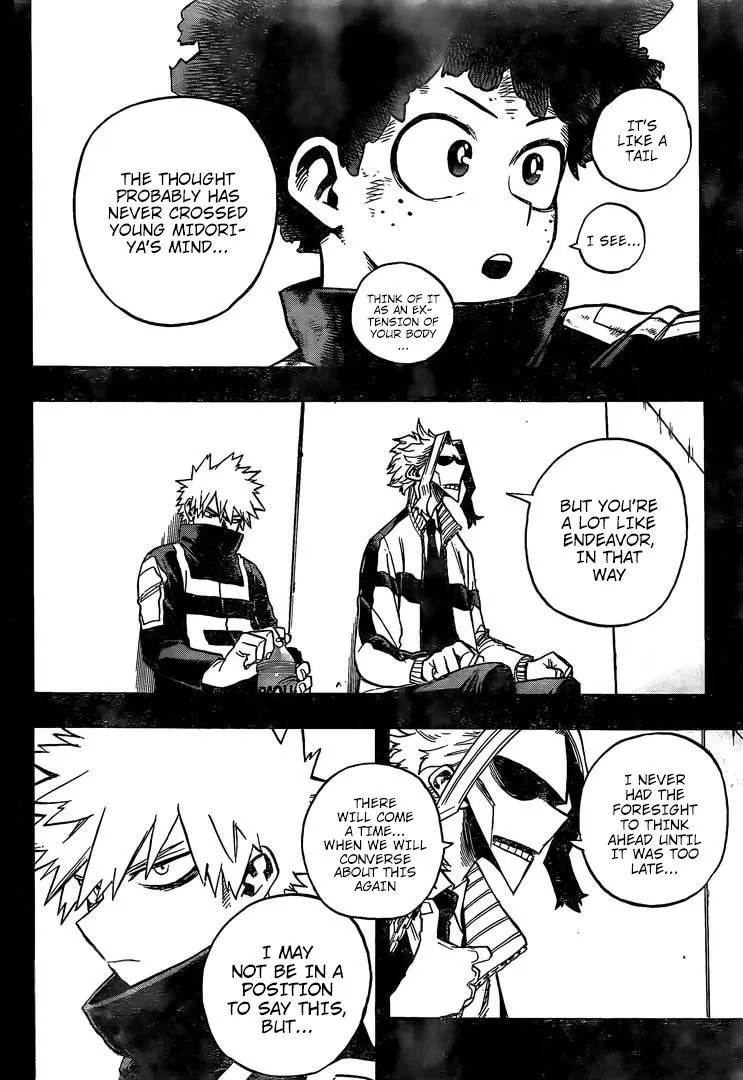 IT'S
LIKE A
TAIL
I SEE...
THINK OF IT
AS AN EX-
TENSION OF
YOUR BODY
...
THE THOUGHT
PROBABLY HAS
NEVER CROSSED
YOUNG MIDORI-
YA'S MIND...
BUT YOU'RE
A LOT LIKE
ENDEAVOR,
IN THAT
WAY
I NEVER
HAD THE
FORESIGHT
TO THINK
AHEAD UNTIL
IT WAS TOO
LATE...
THERE
WILL COME
A TIME...
WHEN WE WILL
CONVERSE
ABOUT THIS
AGAIN
I MAY
NOT BE IN A
POSITION
TO SAY THIS,
BUT...